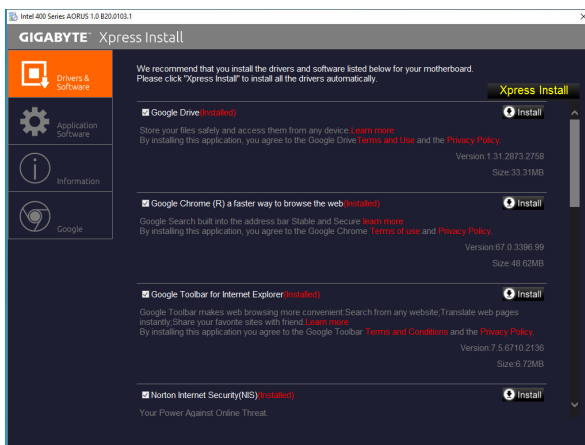 Intel 400 Series AORUS 1.0 B20.0103.1
GIGABYTE™ Xpress Install
Drivers &
Software
Application
Software
Information
Google
We recommend that you install the drivers and software listed below for your motherboard.
Please click "Xpress Install" to install all the drivers automatically.
Xpress Install
Google Drive(Installed)
Install
Store your files safely and access them from any device.Learn more
By installing this application, you agree to the Google DriveTerms and Use and the Privacy Policy.
Version:1.31.2873.2758
Size:33.31MB
Google Chrome (R) a faster way to browse the web(Installed)
Install
Google Search built into the address bar Stable and Secure learn more
By installing this application, you agree to the Google Chrome Terms of use and Privacy Policy.
Version:67.0.3396.99
Size:48.62MB
Google Toolbar for Internet Explorer(Installed)
Install
Google Toolbar makes web browsing more convenient:Search from any website;Translate web pages
instantly;Share your favorite sites with friend.Learn more
By installing this application you agree to the Google Toolbar Terms and Conditions and the Privacy Policy.
Version:7.5.6710.2136
Size:6.72MB
Norton Internet Security(NIS)(Installed)
Install
Your Power Against Online Threat.